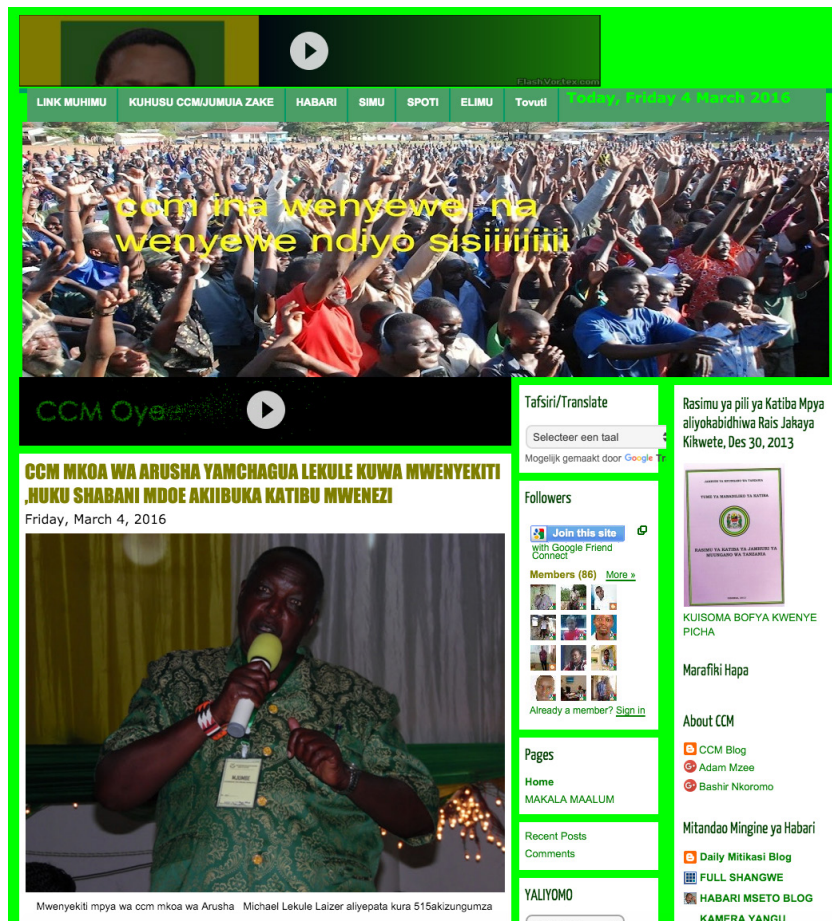 FlashVortex.com
LINK MUHIMU
KUHUSU CCM/JUMUIA ZAKE
HABARI
SIMU
SPOTI
ELIMU
Tovuti
Today, Friday 4 March 2016
ccm ina wenyewe, na
wenyewe ndiyo sisiiiiiiiii
CCM Oyee
CCM MKOA WA ARUSHA YAMCHAGUA LEKULE KUWA MWENYEKITI
,HUKU SHABANI MDOE AKIIBUKA KATIBU MWENEZI
Friday, March 4, 2016
Mwenyekiti mpya wa ccm mkoa wa Arusha Michael Lekule Laizer aliyepata kura 515akizungumza
Tafsiri/Translate
Selecteer een taal
Mogelijk gemaakt door Google Tr
Followers
Join this site
with Google Friend
Connect
Members (86) More »
Already a member? Sign in
Pages
Home
MAKALA MAALUM
Recent Posts
Comments
YALIYOMO
Rasimu ya pili ya Katiba Mpya
aliyokabidhiwa Rais Jakaya
Kikwete, Des 30, 2013
RASIMU YA KATIBA YA JAMHURI YA
MUUNGANO WA TANZANIA
KUISOMA BOFYA KWENYE
PICHA
Marafiki Hapa
About CCM
CCM Blog
Adam Mzee
Bashir Nkoromo
Mitandao Mingine ya Habari
Daily Mitikasi Blog
FULL SHANGWE
HABARI MSETO BLOG
KAMERA YANGU